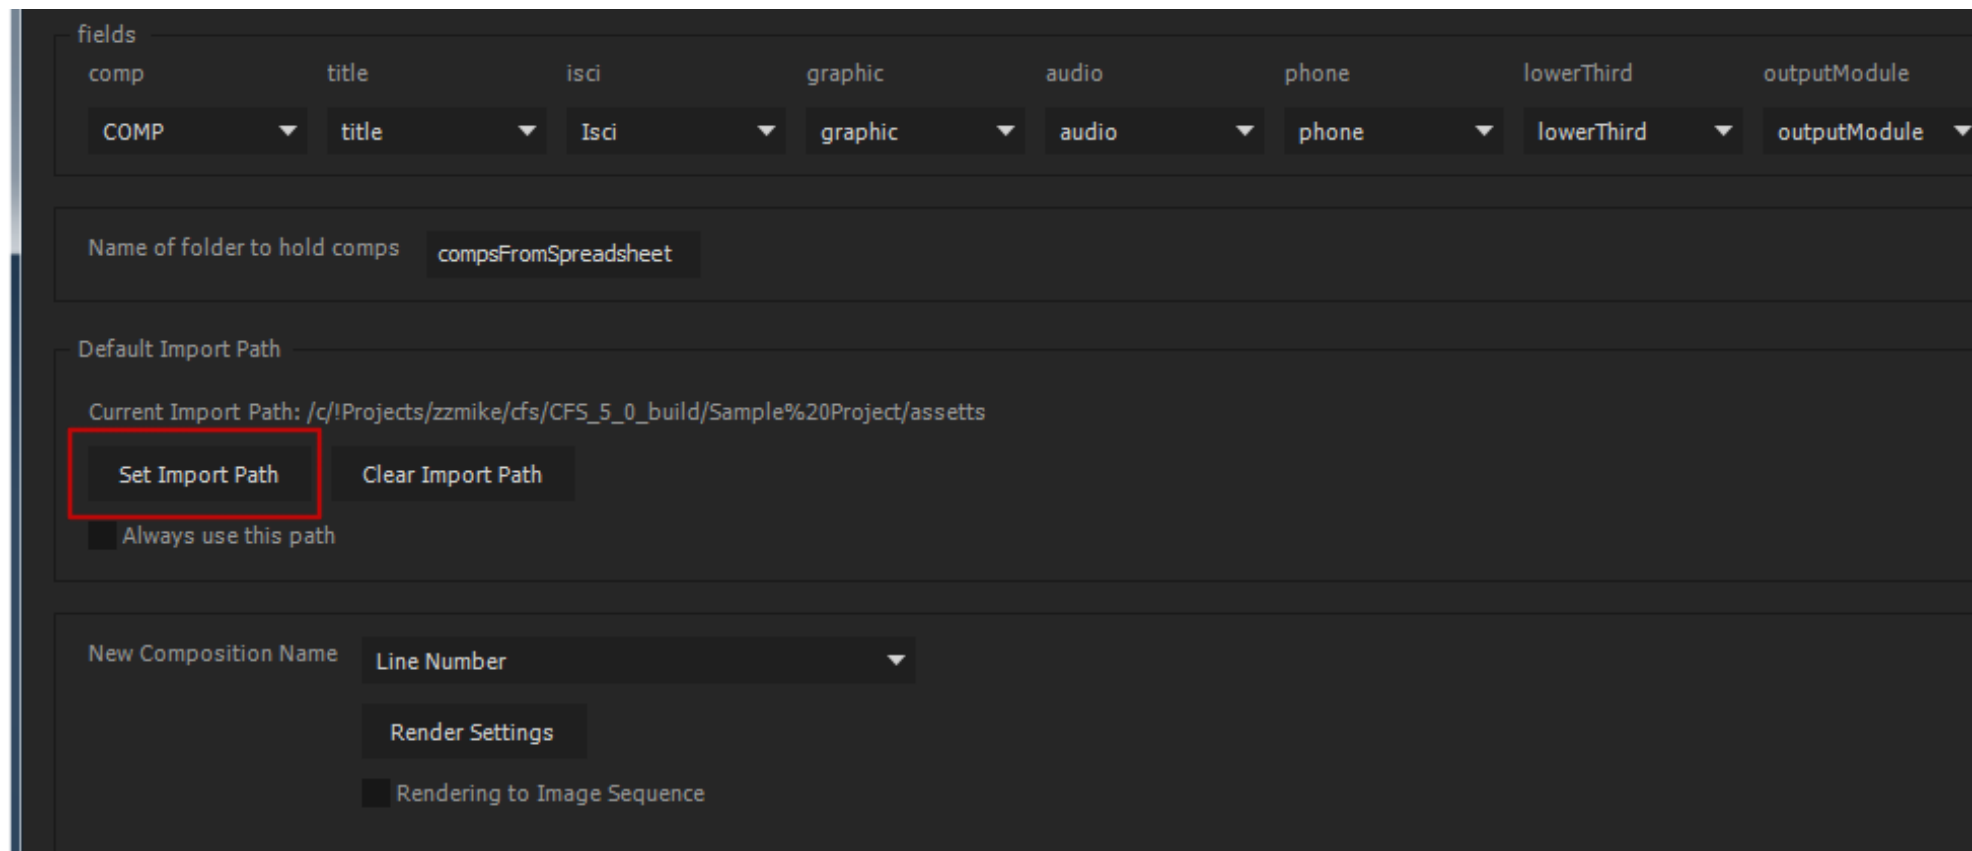 fields
comp title isci graphic audio phone lowerThird outputModule
COMP title Isci graphic audio phone lowerThird outputModule
Name of folder to hold comps compsFromSpreadsheet
Default Import Path
Current Import Path: /c/!Projects/zzmike/cfs/CFS_5_0_build/Sample%20Project/assetts
Set Import Path Clear Import Path
Always use this path
New Composition Name Line Number
Render Settings
Rendering to Image Sequence